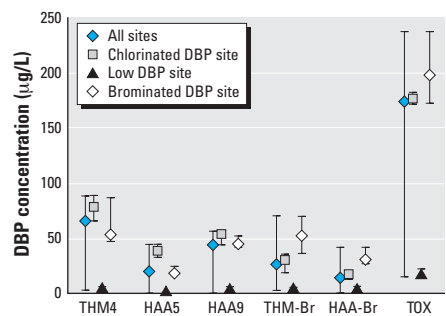 250
200
150
100
50
0
DBP concentration (µg/L)
All sites
Chlorinated DBP site
Low DBP site
Brominated DBP site
THM4 HAA5 HAA9 THM-Br HAA-Br TOX